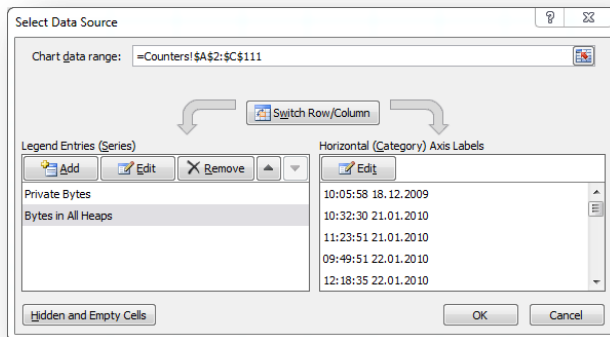 Select Data Source
Chart data range: =Counters!$A$2:$C$111
Switch Row/Column
Legend Entries (Series)
Add Edit Remove
Private Bytes
Bytes in All Heaps
Horizontal (Category) Axis Labels
Edit
10:05:58 18.12.2009
10:32:30 21.01.2010
11:23:51 21.01.2010
09:49:51 22.01.2010
12:18:35 22.01.2010
Hidden and Empty Cells
OK
Cancel